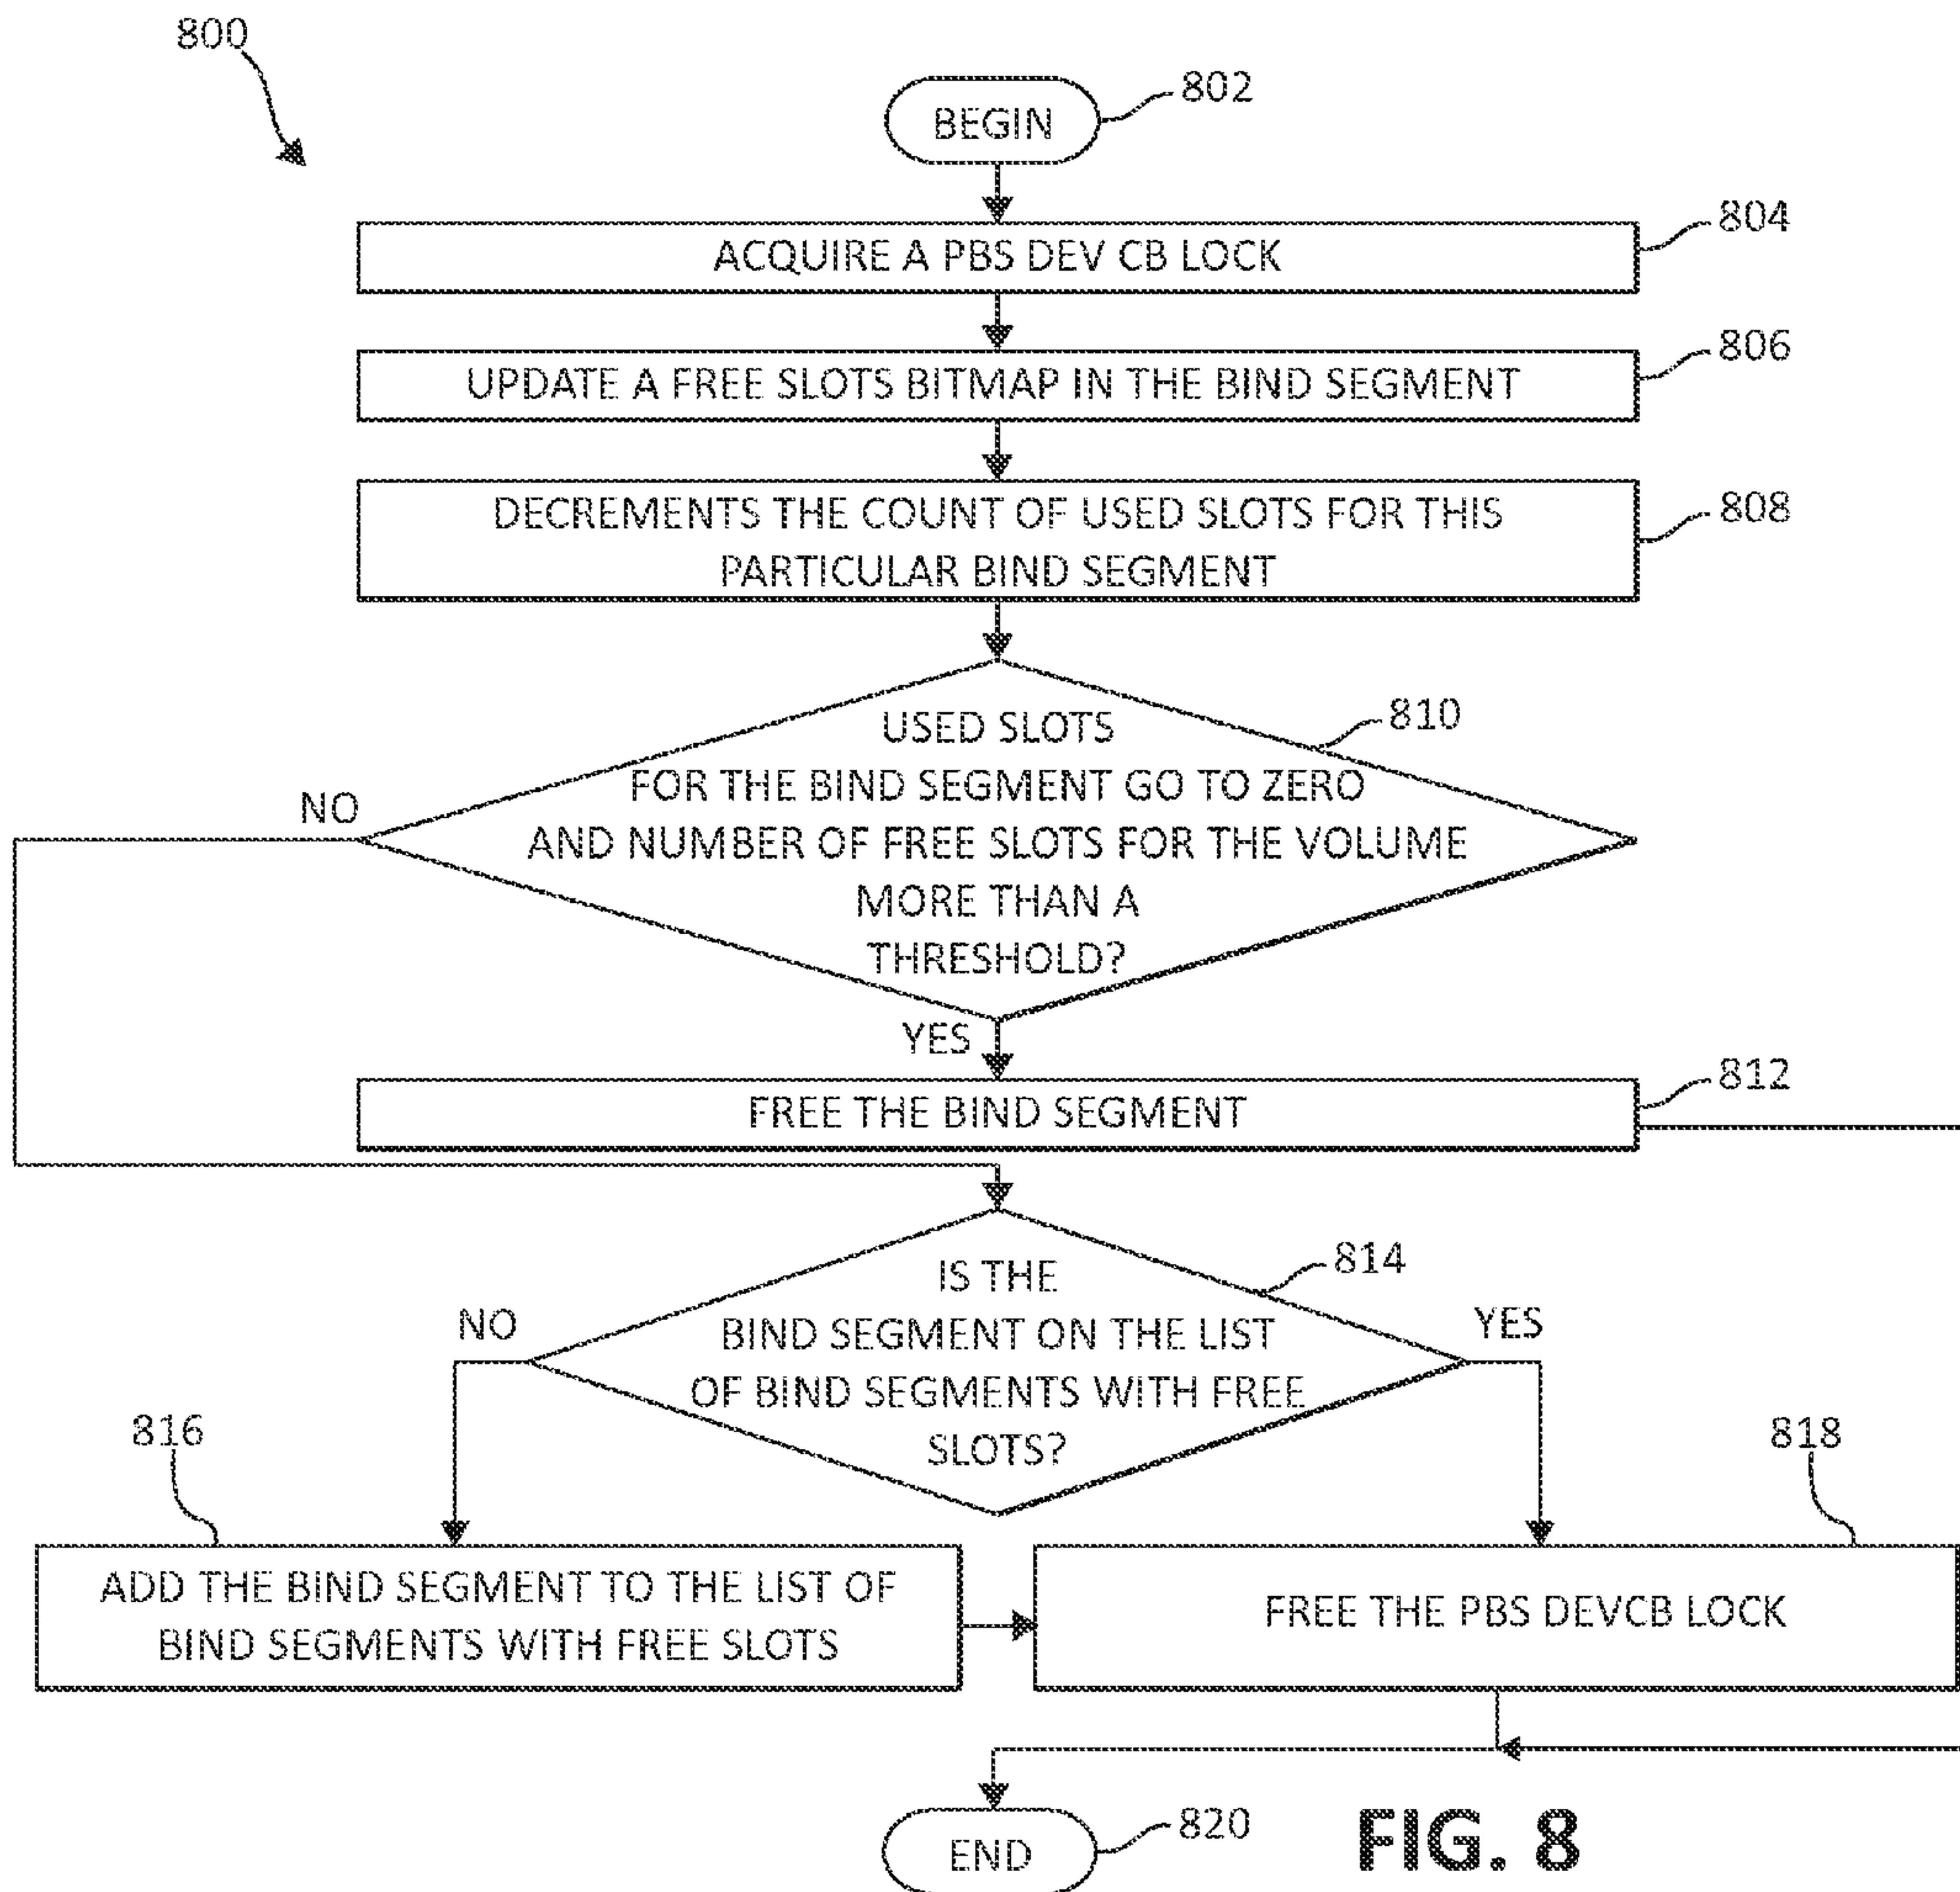 800
BEGIN
802
ACQUIRE A PBS DEV CB LOCK
804
UPDATE A FREE SLOTS BITMAP IN THE BIND SEGMENT
806
DECREMENTS THE COUNT OF USED SLOTS FOR THIS
PARTICULAR BIND SEGMENT
808
USED SLOTS
FOR THE BIND SEGMENT GO TO ZERO
AND NUMBER OF FREE SLOTS FOR THE VOLUME
MORE THAN A
THRESHOLD?
810
NO
YES
FREE THE BIND SEGMENT
812
IS THE
BIND SEGMENT ON THE LIST
OF BIND SEGMENTS WITH FREE
SLOTS?
814
NO
YES
816
ADD THE BIND SEGMENT TO THE LIST OF
BIND SEGMENTS WITH FREE SLOTS
818
FREE THE PBS DEVCB LOCK
END
820
FIG. 8